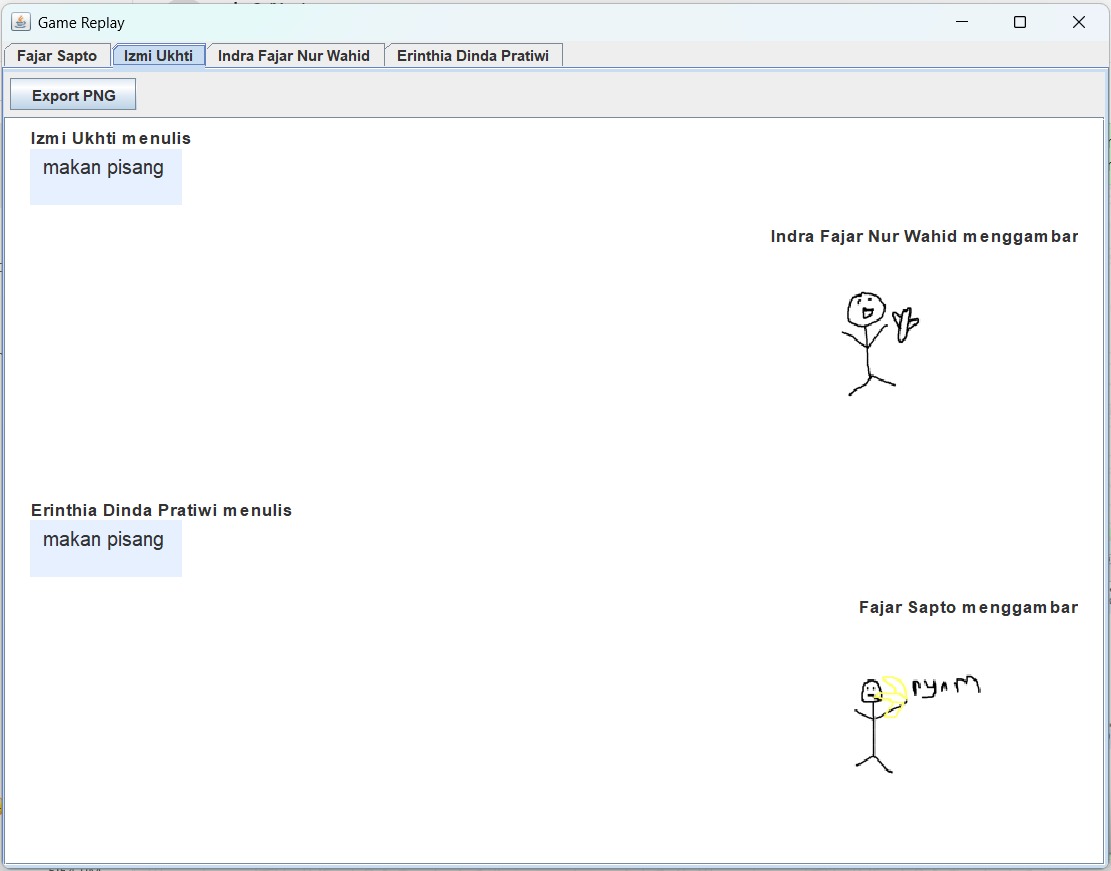 Game Replay
Fajar Sapto
Izmi Ukhti
Indra Fajar Nur Wahid
Erinthia Dinda Pratiwi
Export PNG
Izmi Ukhti menulis
makan pisang
Indra Fajar Nur Wahid menggambar
Erinthia Dinda Pratiwi menulis
makan pisang
Fajar Sapto menggambar